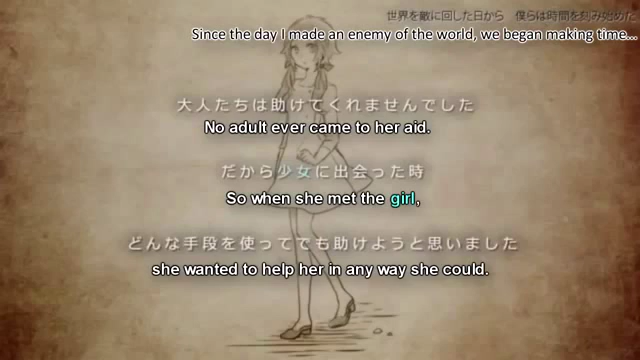 世界を敵に回した日から 僕らは時間を刻み始めた
Since the day I made an enemy of the world, we began making time...
大人たちは助けてくれませんでした
No adult ever came to her aid.
だから少女に出会った時
So when she met the girl,
どんな手段を使ってでも助けようと思いました
she wanted to help her in any way she could.